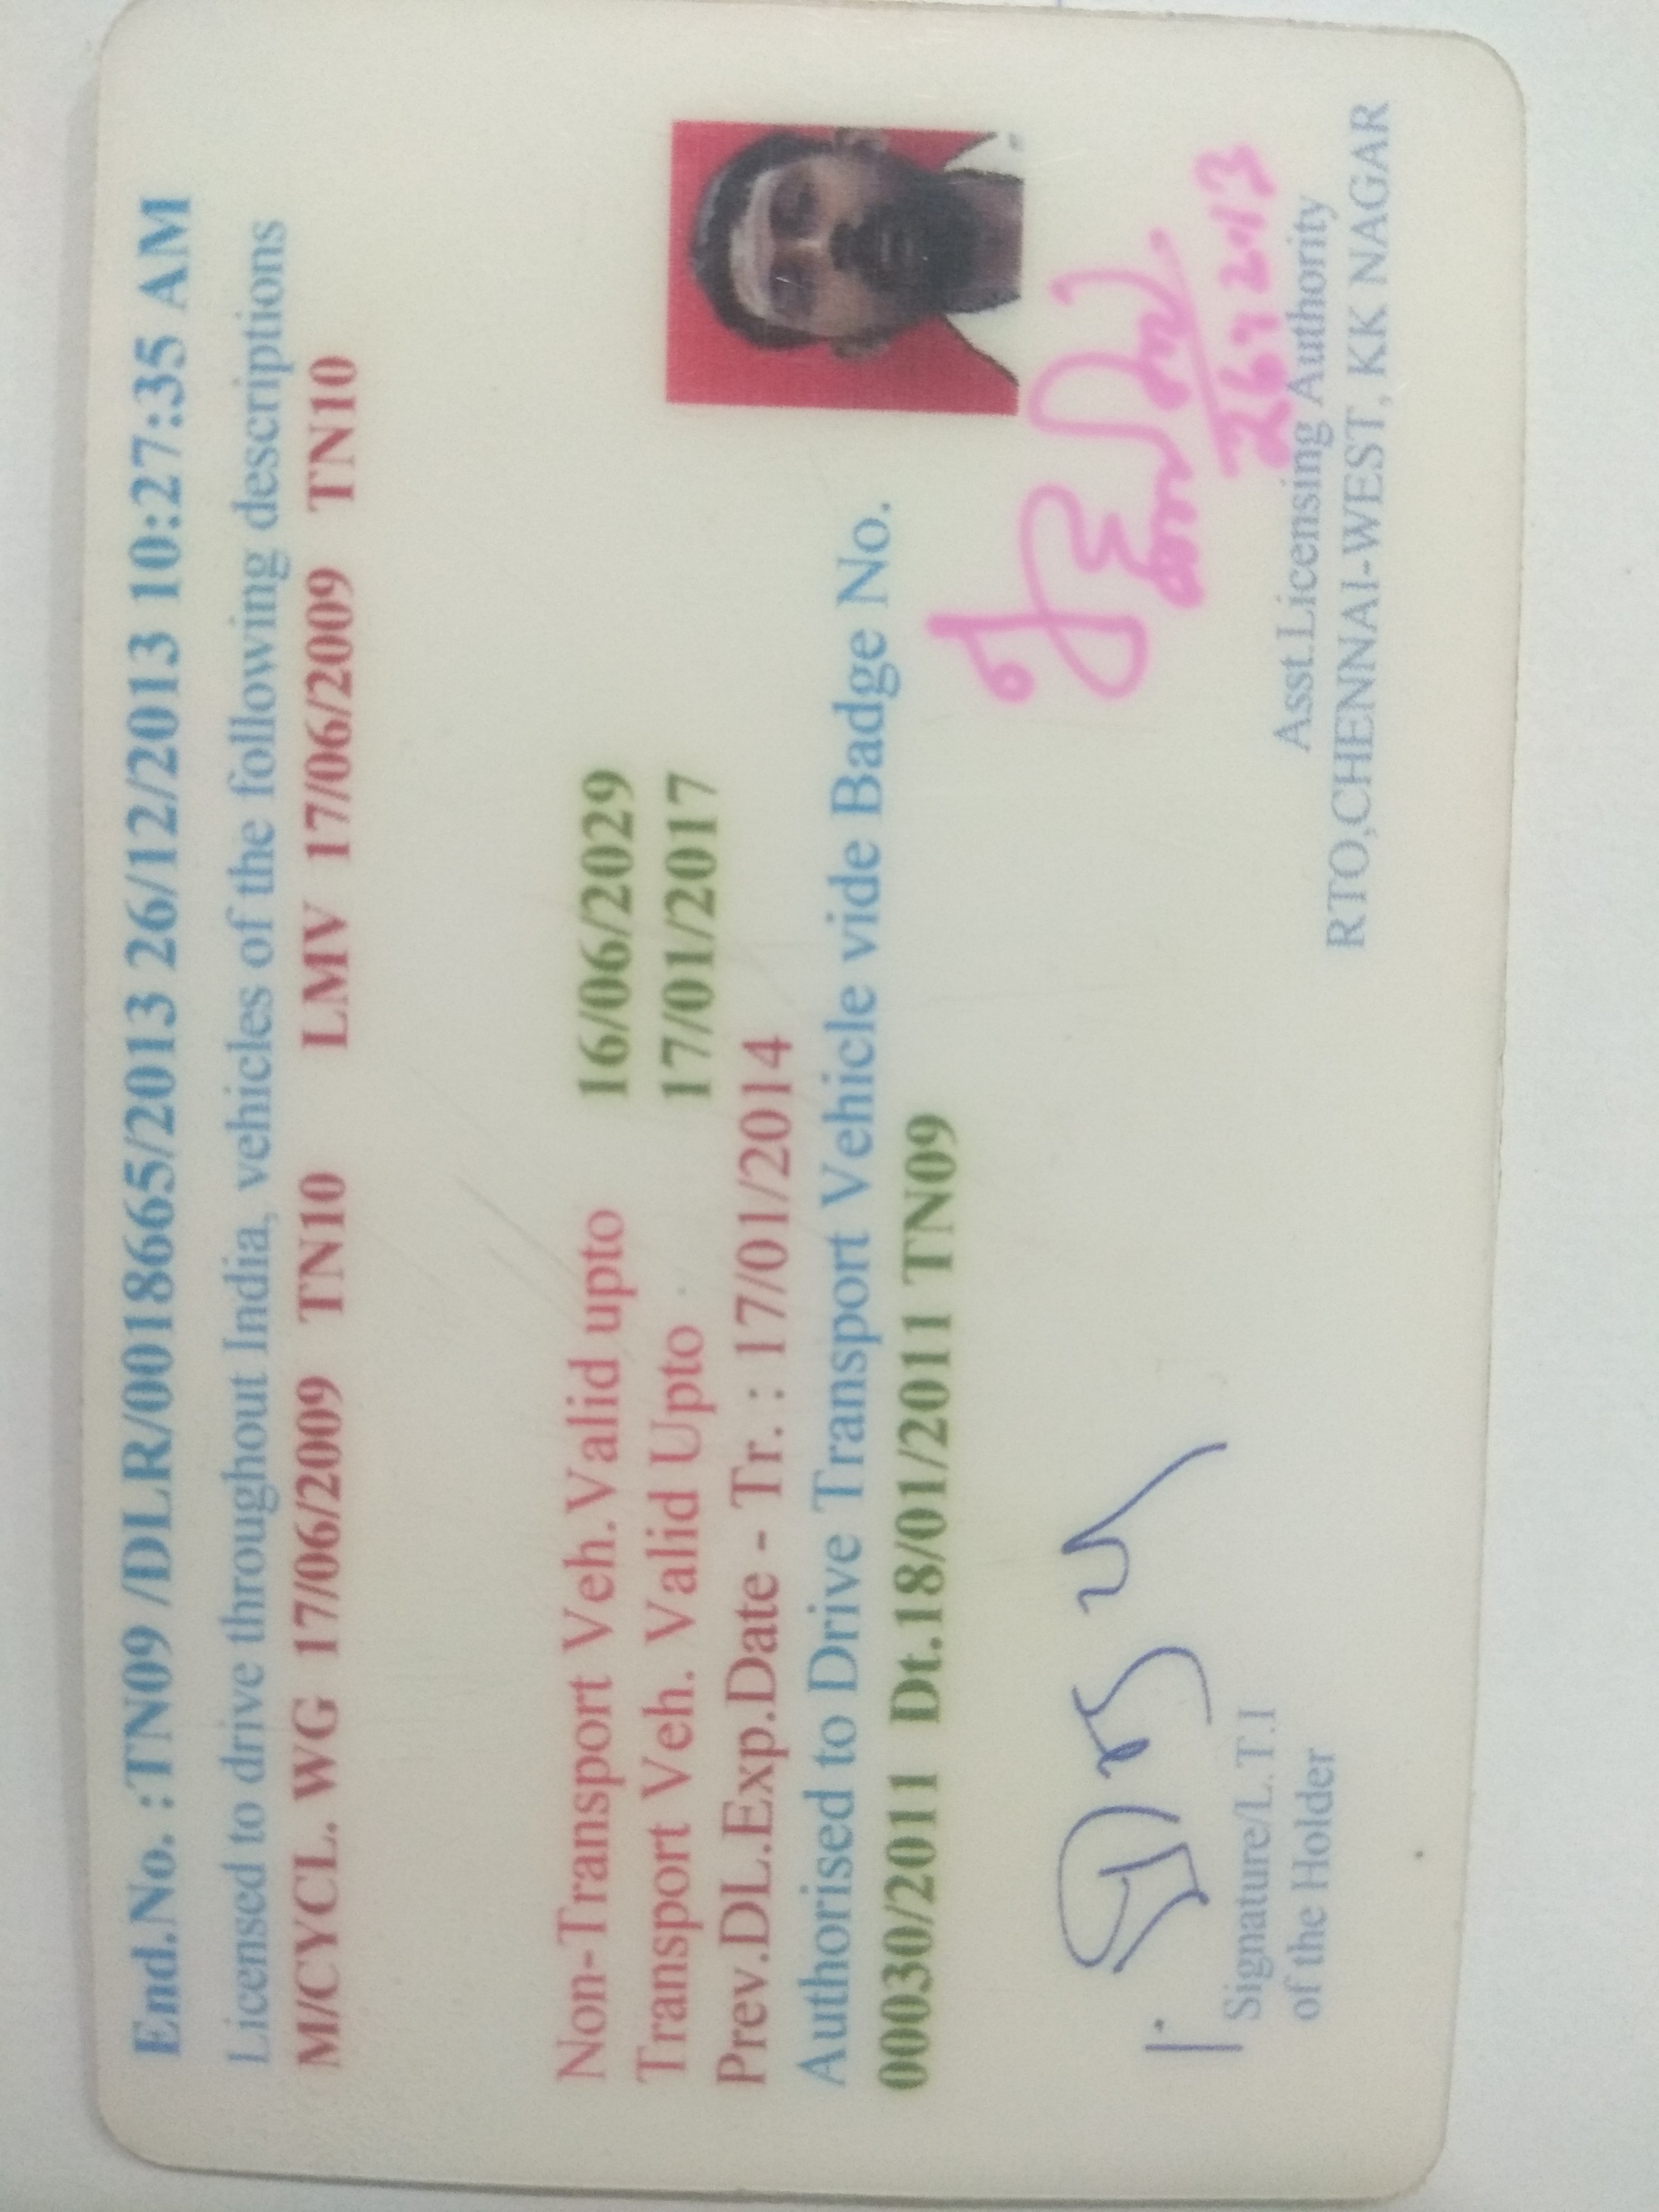 End.No. :TN09 /DLR/0018665/2013 26/12/2013 10:27:35 AM
Licensed to drive throughout India, vehicles of the following descriptions
M/CYCL. WG 17/06/2009 TN10 LMV 17/06/2009 TN10
Non-Transport Veh.Valid upto 16/06/2029
Transport Veh. Valid Upto 17/01/2017
Prev.DL.Exp.Date - Tr. : 17/01/2014
Authorised to Drive Transport Vehicle vide Badge No.
00030/2011 Dt.18/01/2011 TN09
Signature/L.T.I
of the Holder
Asst.Licensing Authority
RTO,CHENNAI-WEST, KK NAGAR